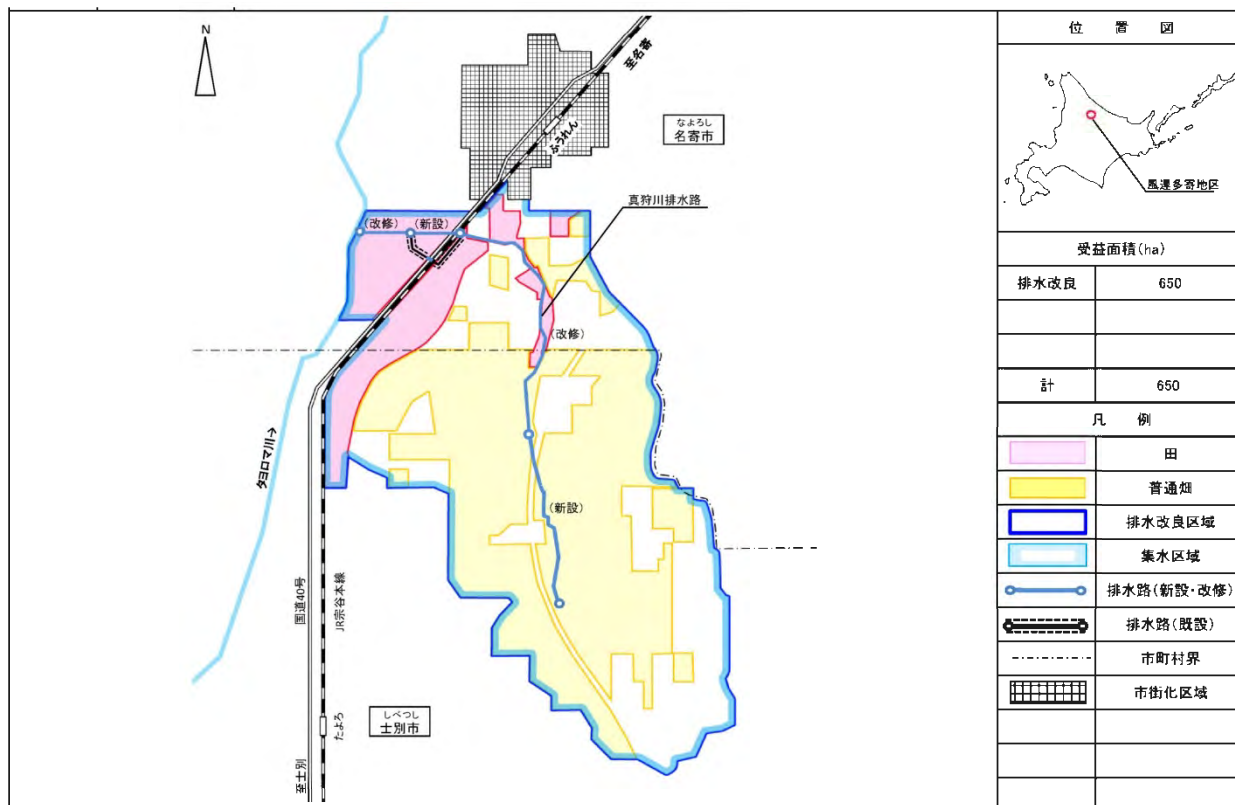 N
至名寄
ふうれん
なよろし
名寄市
真狩川排水路
(改修)
(新設)
(改修)
(新設)
タヨロマ川→
国道40号
JR宗谷本線
たよろ
至士別
しべつし
士別市
位置図
風連多寄地区
受益面積(ha)
排水改良 650
計 650
凡例
田
普通畑
排水改良区域
集水区域
排水路(新設・改修)
排水路(既設)
市町村界
市街化区域